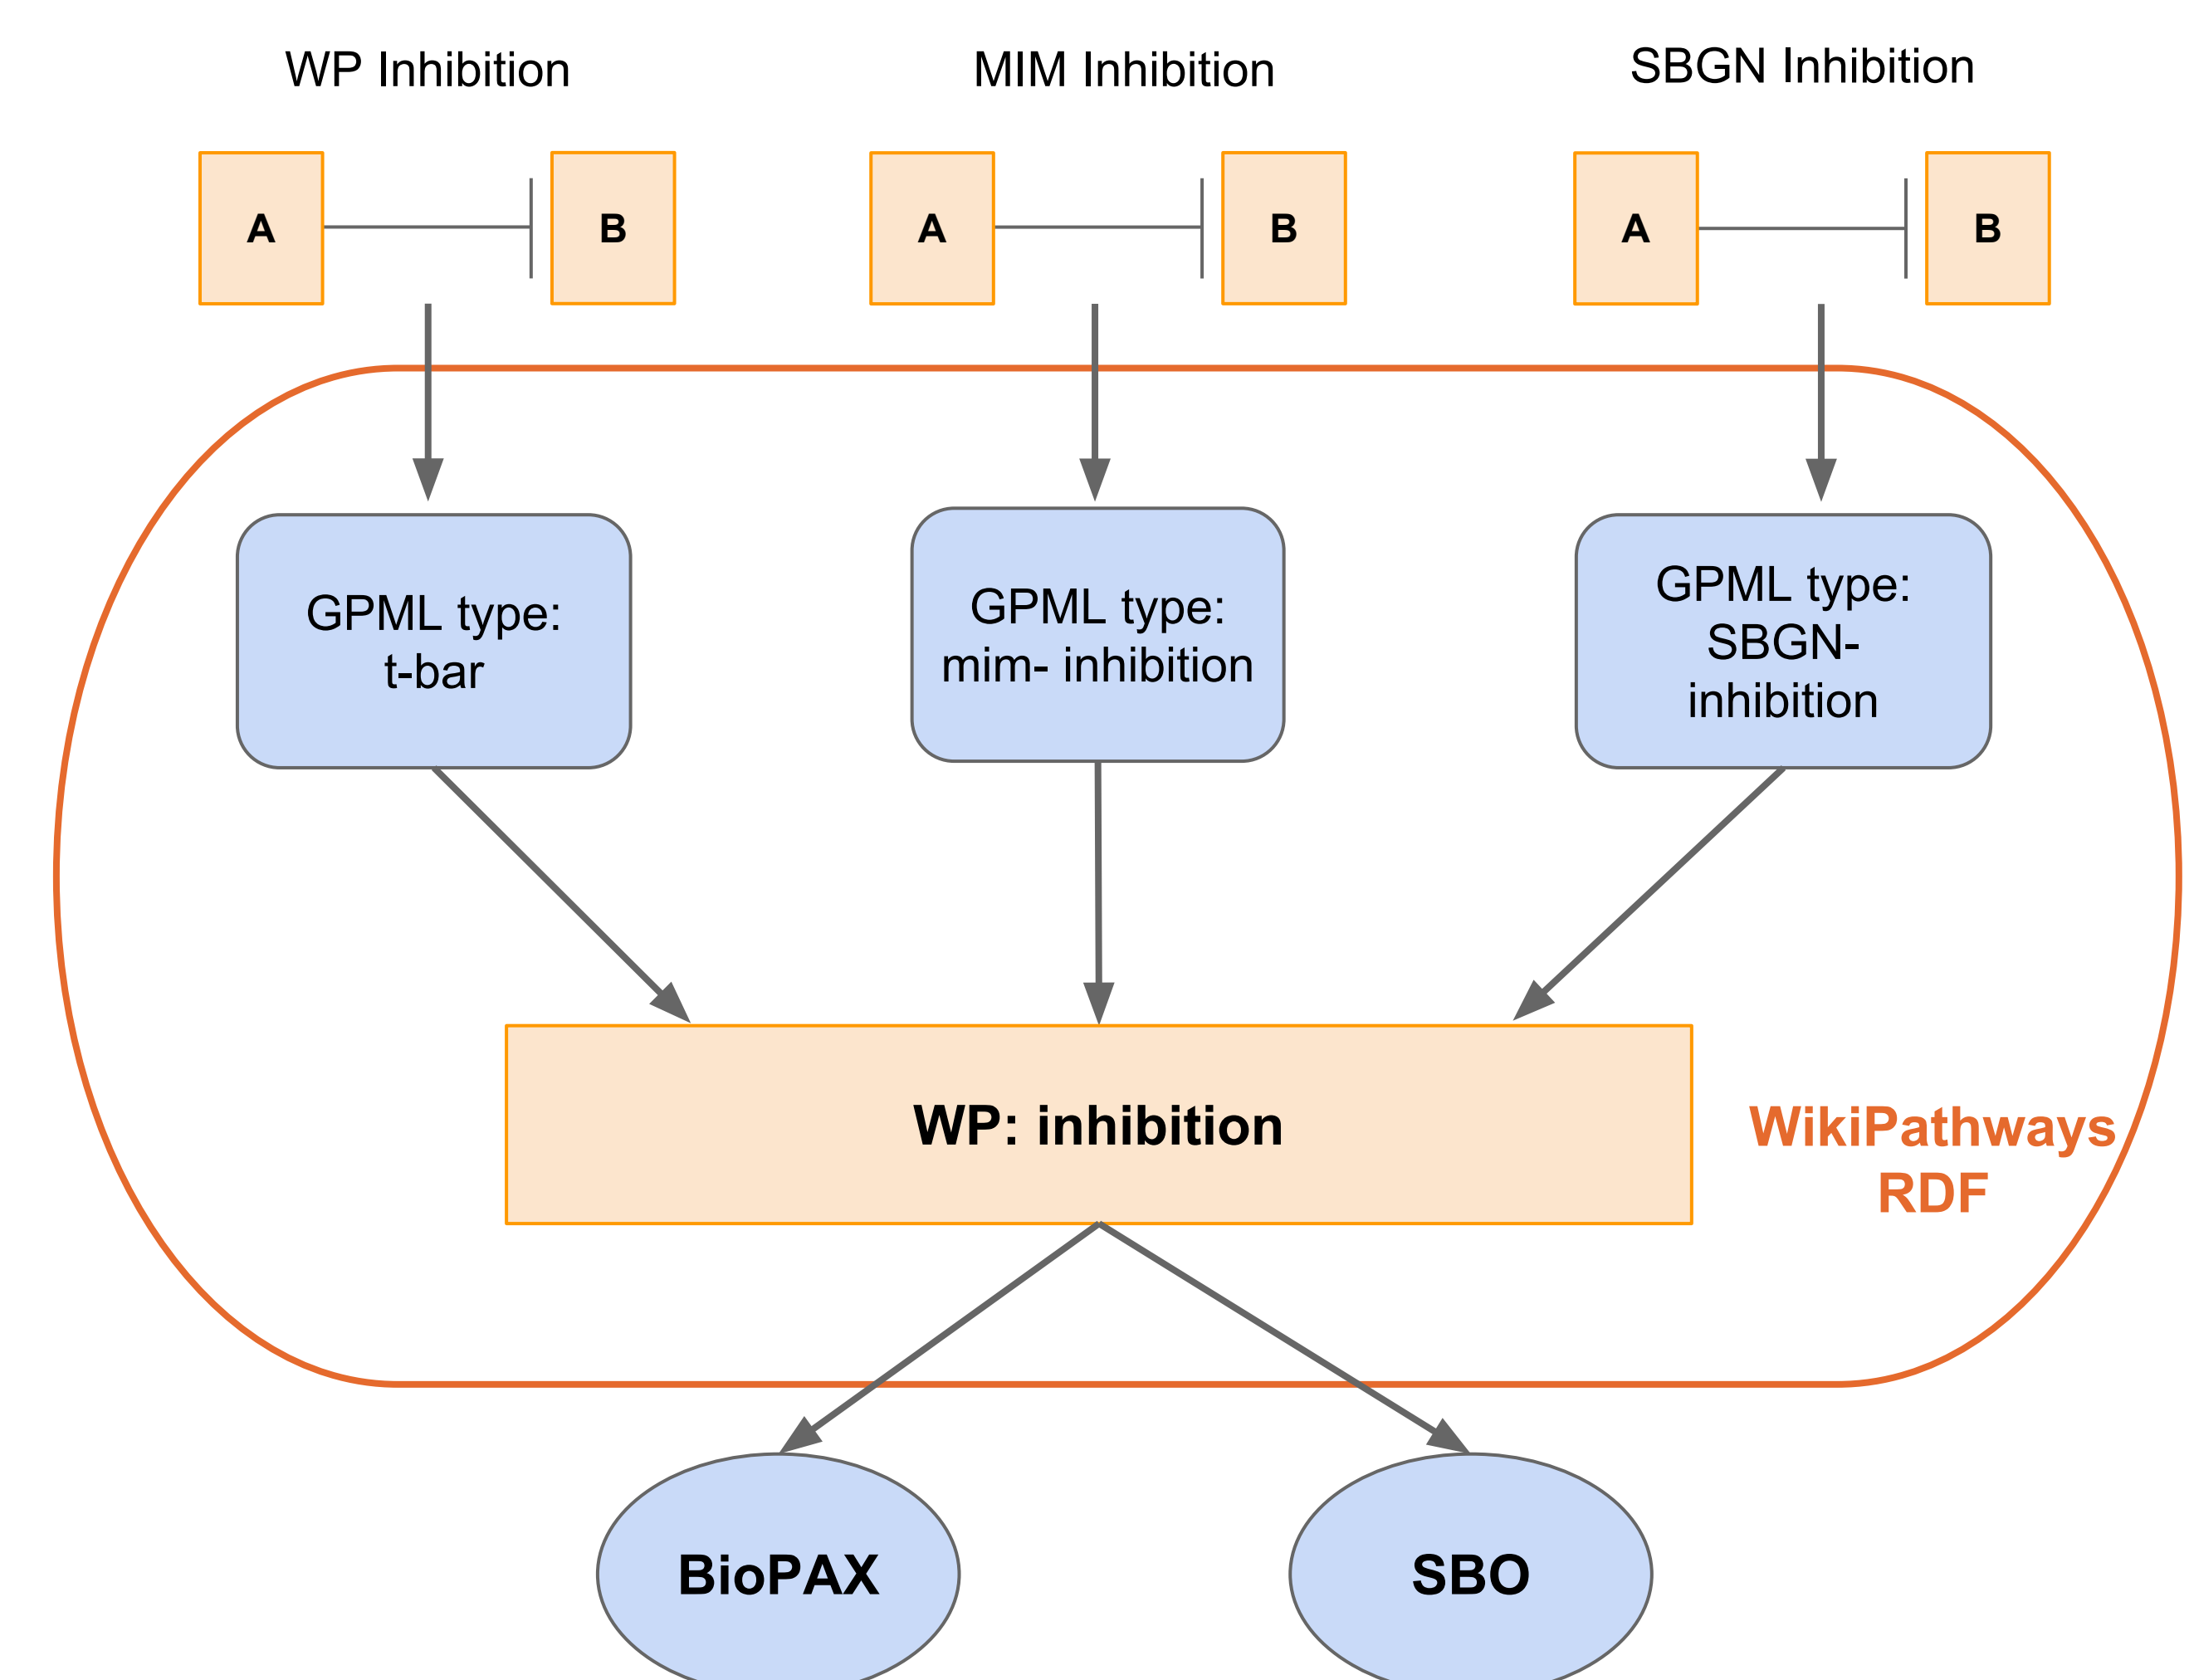 WP Inhibition
MIM Inhibition
SBGN Inhibition
A
B
A
B
A
B
GPML type:
t-bar
GPML type:
mim- inhibition
GPML type:
SBGN-
inhibition
WP: inhibition
WikiPathways
RDF
BioPAX
SBO